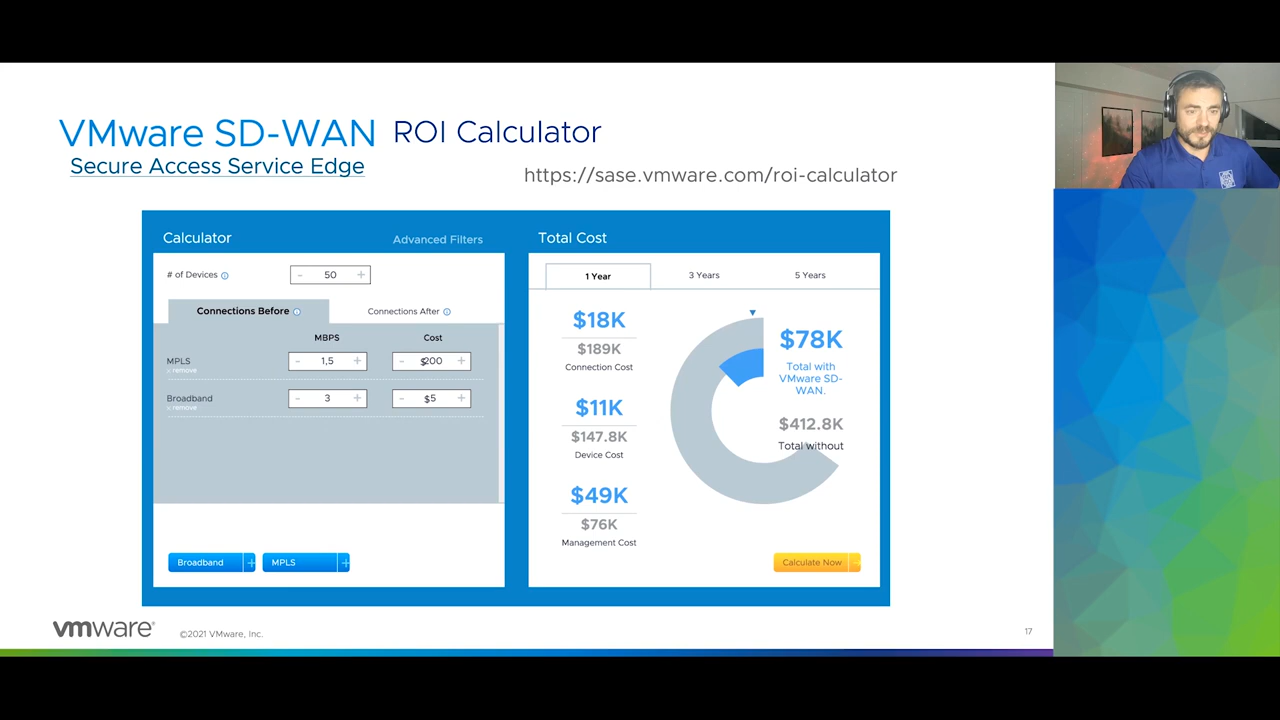 VMware SD-WAN ROI Calculator
Secure Access Service Edge
https://sase.vmware.com/roi-calculator
Calculator
Advanced Filters
# of Devices
- 50 +
Connections Before
Connections After
MBPS
Cost
MPLS
- 1,5 +
- $200 +
x remove
Broadband
- 3 +
- $5 +
x remove
Broadband +
MPLS +
Total Cost
1 Year
3 Years
5 Years
$18K
$189K
Connection Cost
$11K
$147.8K
Device Cost
$49K
$76K
Management Cost
$78K
Total with
VMware SD-
WAN.
$412.8K
Total without
Calculate Now
vmware®
©2021 VMware, Inc.
17